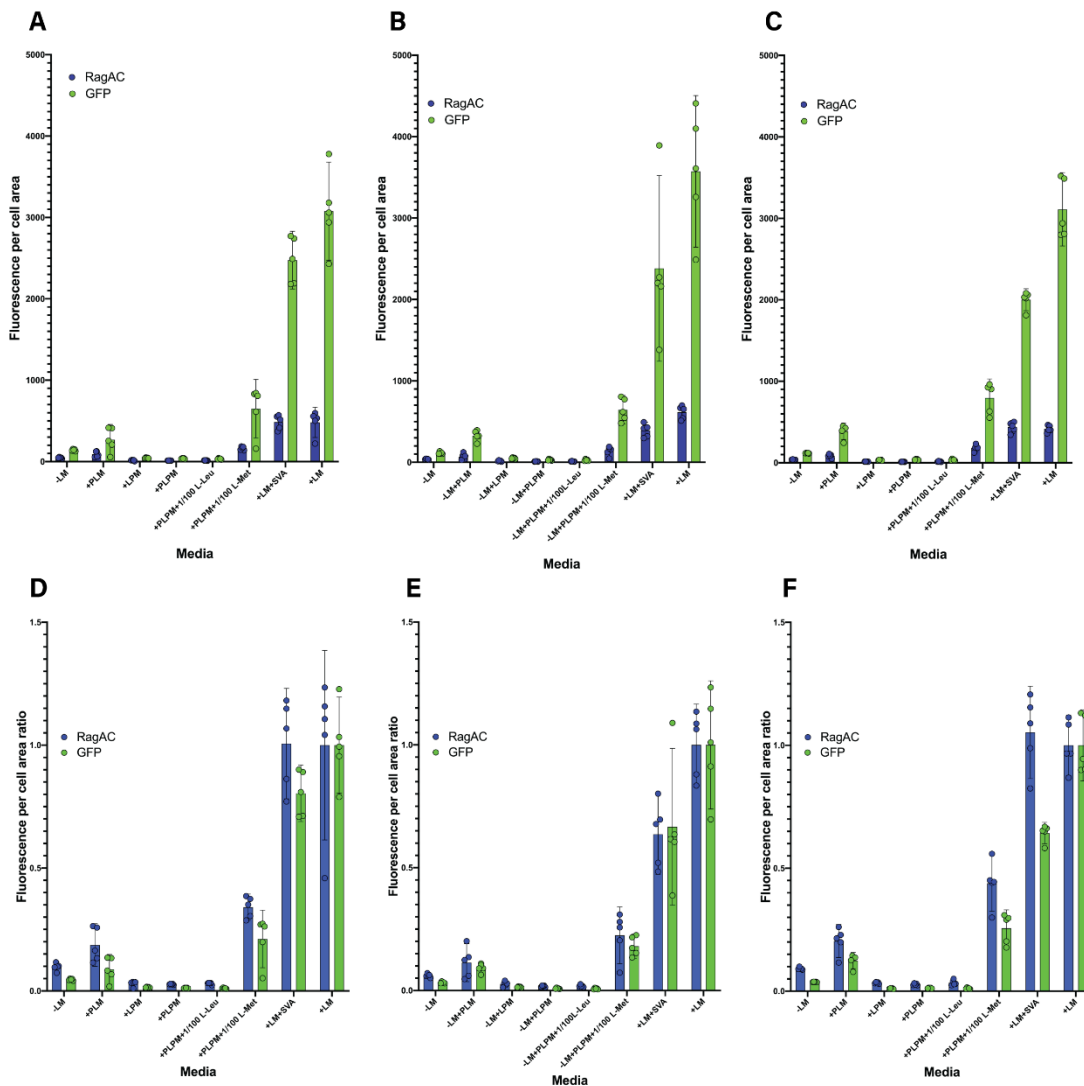 A
5000
4000
3000
2000
1000
0
Fluorescence per cell area
RagAC
GFP
-LM
+PLM
+LPM
+PLPM
+PLPM+1/100 L-Leu
+PLPM+1/100 L-Met
+LM+SVA
+LM
Media
B
5000
4000
3000
2000
1000
0
Fluorescence per cell area
RagAC
GFP
-LM
-LM+PLM
-LM+LPM
-LM+PLPM
-LM+PLPM+1/100L-Leu
-LM+PLPM+1/100 L-Met
+LM+SVA
+LM
Media
C
5000
4000
3000
2000
1000
0
Fluorescence per cell area
RagAC
GFP
-LM
+PLM
+LPM
+PLPM
+PLPM+1/100 L-Leu
+PLPM+1/100 L-Met
+LM+SVA
+LM
Media
D
1.5
1.0
0.5
0.0
Fluorescence per cell area ratio
RagAC
GFP
-LM
+PLM
+LPM
+PLPM
+PLPM+1/100 L-Leu
+PLPM+1/100 L-Met
+LM+SVA
+LM
Media
E
1.5
1.0
0.5
0.0
Fluorescence per cell area ratio
RagAC
GFP
-LM
-LM+PLM
-LM+LPM
-LM+PLPM
-LM+PLPM+1/100L-Leu
-LM+PLPM+1/100 L-Met
+LM+SVA
+LM
Media
F
1.5
1.0
0.5
0.0
Fluorescence per cell area ratio
RagAC
GFP
-LM
+PLM
+LPM
+PLPM
+PLPM+1/100 L-Leu
+PLPM+1/100 L-Met
+LM+SVA
+LM
Media